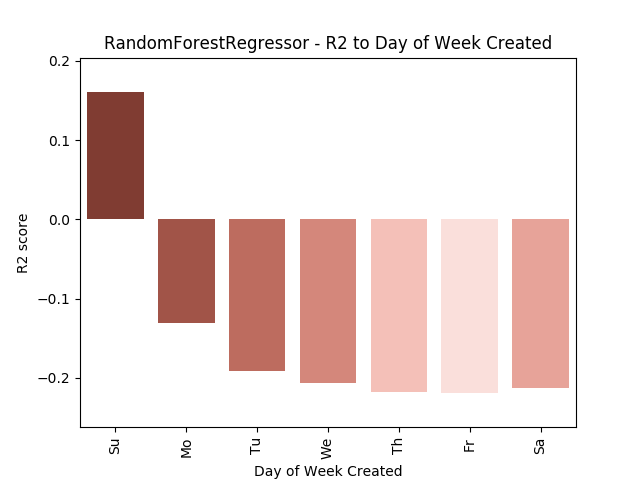 RandomForestRegressor - R2 to Day of Week Created
0.2
0.1
0.0
−0.1
−0.2
R2 score
Su
Mo
Tu
We
Th
Fr
Sa
Day of Week Created